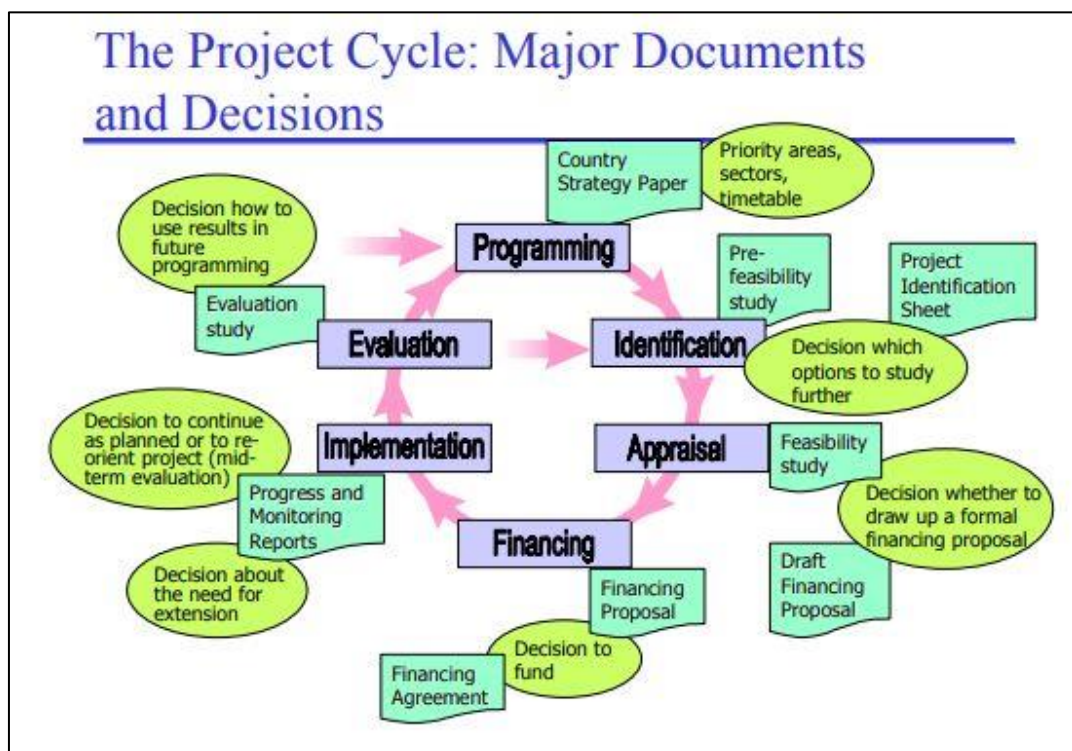 The Project Cycle: Major Documents
and Decisions
Country
Strategy Paper
Priority areas,
sectors,
timetable
Decision how to
use results in
future
programming
Programming
Pre-
feasibility
study
Project
Identification
Sheet
Evaluation
study
Evaluation
Identification
Decision which
options to study
further
Decision to continue
as planned or to re-
orient project (mid-
term evaluation)
Implementation
Appraisal
Feasibility
study
Progress and
Monitoring
Reports
Decision whether to
draw up a formal
financing proposal
Financing
Decision about
the need for
extension
Financing
Proposal
Draft
Financing
Proposal
Decision to
fund
Financing
Agreement